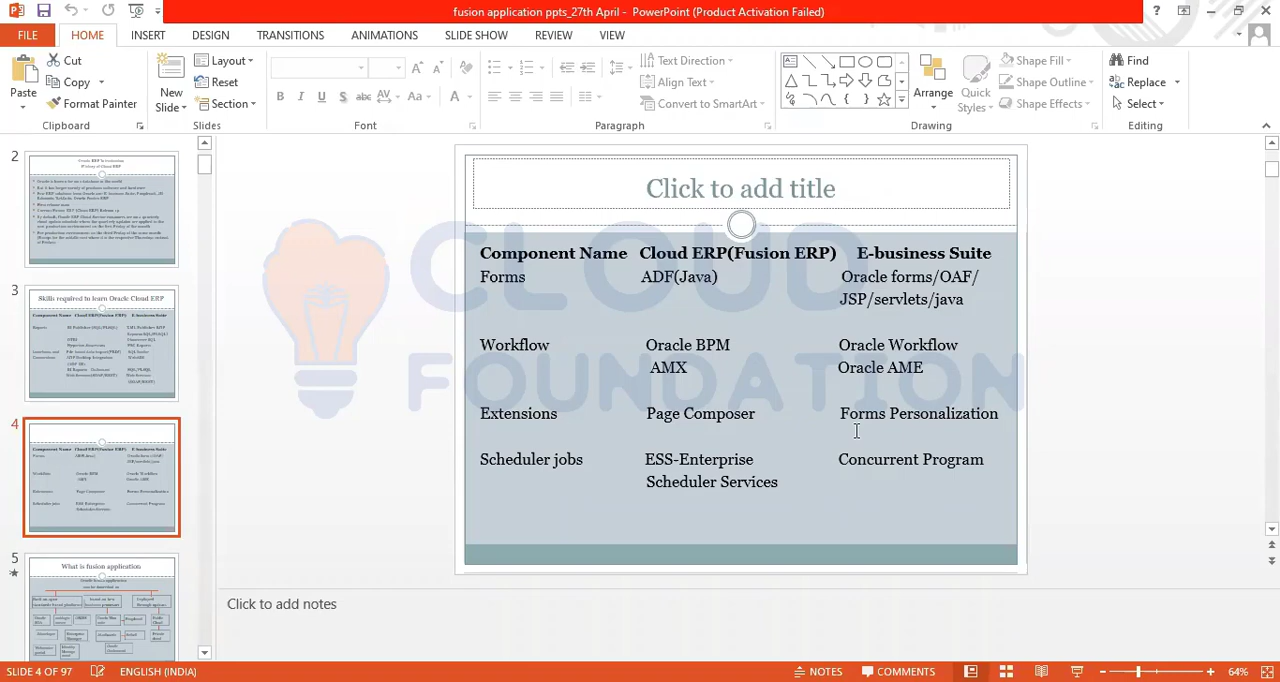 fusion application ppts_27th April - PowerPoint (Product Activation Failed)
FILE HOME INSERT DESIGN TRANSITIONS ANIMATIONS SLIDE SHOW REVIEW VIEW
Paste
Cut
Copy
Format Painter
Clipboard
New Slide
Layout
Reset
Section
Slides
Font
Text Direction
Align Text
Convert to SmartArt
Paragraph
Arrange
Quick Styles
Shape Fill
Shape Outline
Shape Effects
Drawing
Find
Replace
Select
Editing
2
3
Skills required to learn Oracle Cloud ERP
4
5
What is fusion application
Click to add title
CLOUD
FOUNDATION
Component Name Cloud ERP(Fusion ERP) E-business Suite
Forms ADF(Java) Oracle forms/OAF/
JSP/servlets/java
Workflow Oracle BPM Oracle Workflow
AMX Oracle AME
Extensions Page Composer Forms Personalization
Scheduler jobs ESS-Enterprise Concurrent Program
Scheduler Services
Click to add notes
SLIDE 4 OF 97 ENGLISH (INDIA) NOTES COMMENTS 64%